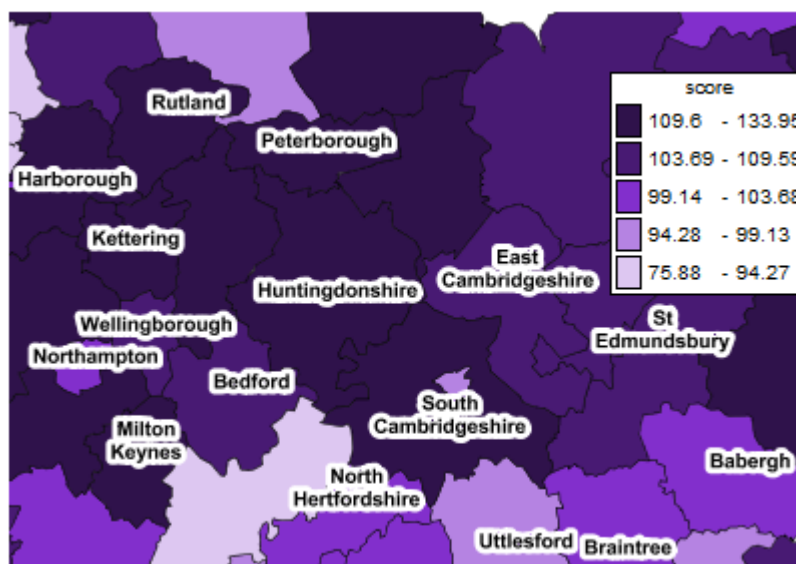 score
109.6 - 133.95
103.69 - 109.59
99.14 - 103.68
94.28 - 99.13
75.88 - 94.27
Rutland
Peterborough
Harborough
Kettering
East
Cambridgeshire
Huntingdonshire
Wellingborough
St
Edmundsbury
Northampton
Bedford
South
Cambridgeshire
Milton
Keynes
Babergh
North
Hertfordshire
Uttlesford
Braintree